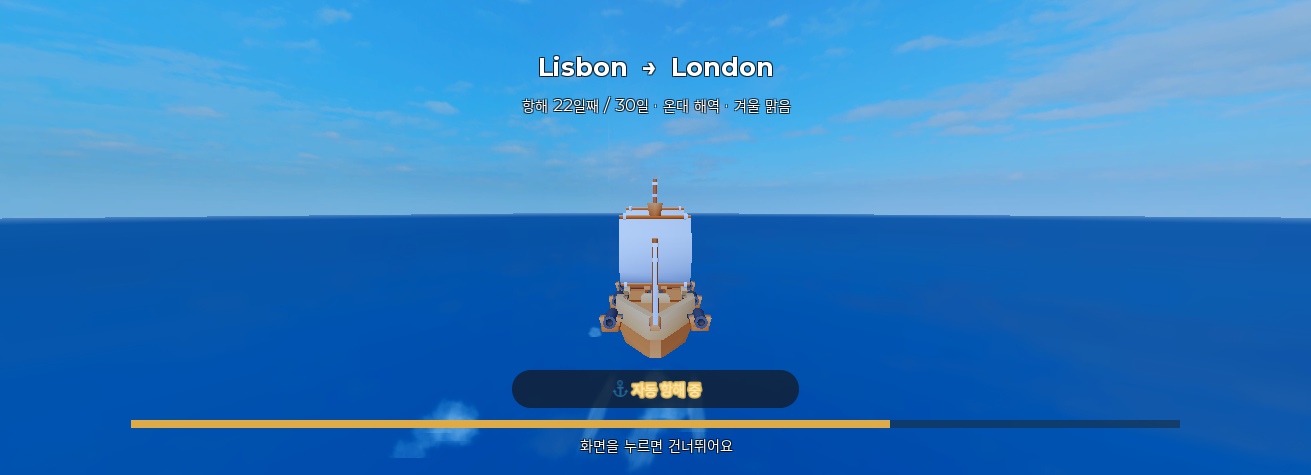 Lisbon → London
항해 22일째 / 30일 · 온대 해역 · 겨울 맑음
⚓ 자동 항해 중
화면을 누르면 건너뛰어요